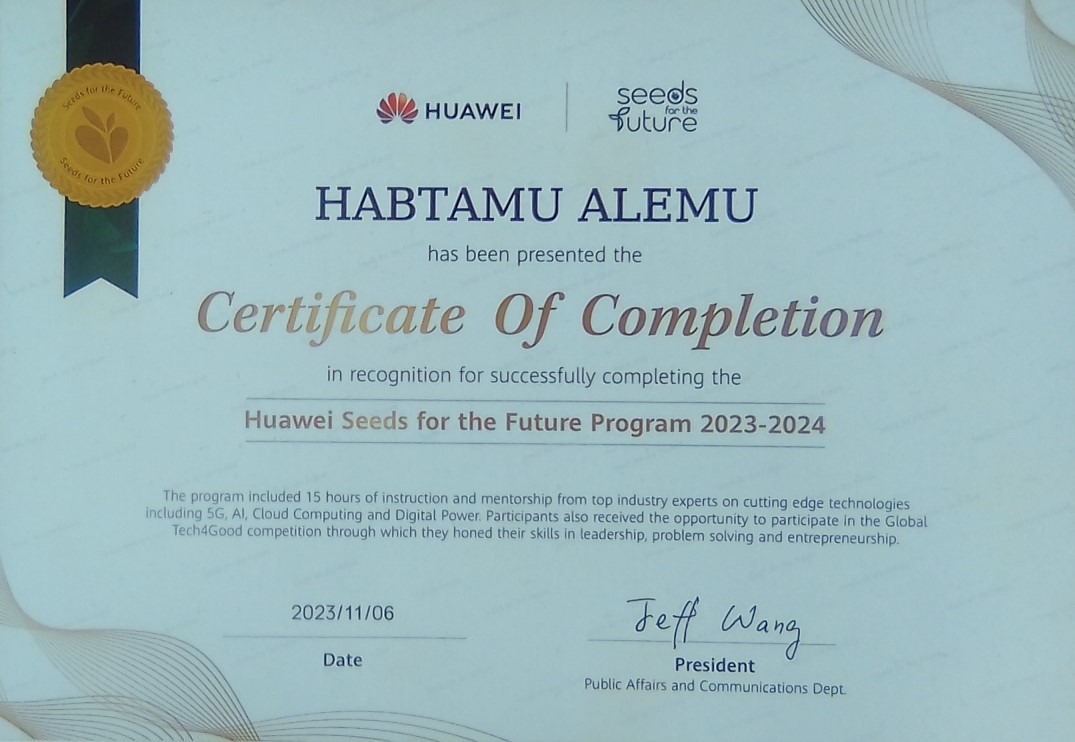 Seeds for the Future
Seeds for the Future
HUAWEI
seeds
for the
future
HABTAMU ALEMU
has been presented the
Certificate Of Completion
in recognition for successfully completing the
Huawei Seeds for the Future Program 2023-2024
The program included 15 hours of instruction and mentorship from top industry experts on cutting edge technologies
including 5G, AI, Cloud Computing and Digital Power. Participants also received the opportunity to participate in the Global
Tech4Good competition through which they honed their skills in leadership, problem solving and entrepreneurship.
2023/11/06
Date
Jeff Wang
President
Public Affairs and Communications Dept.